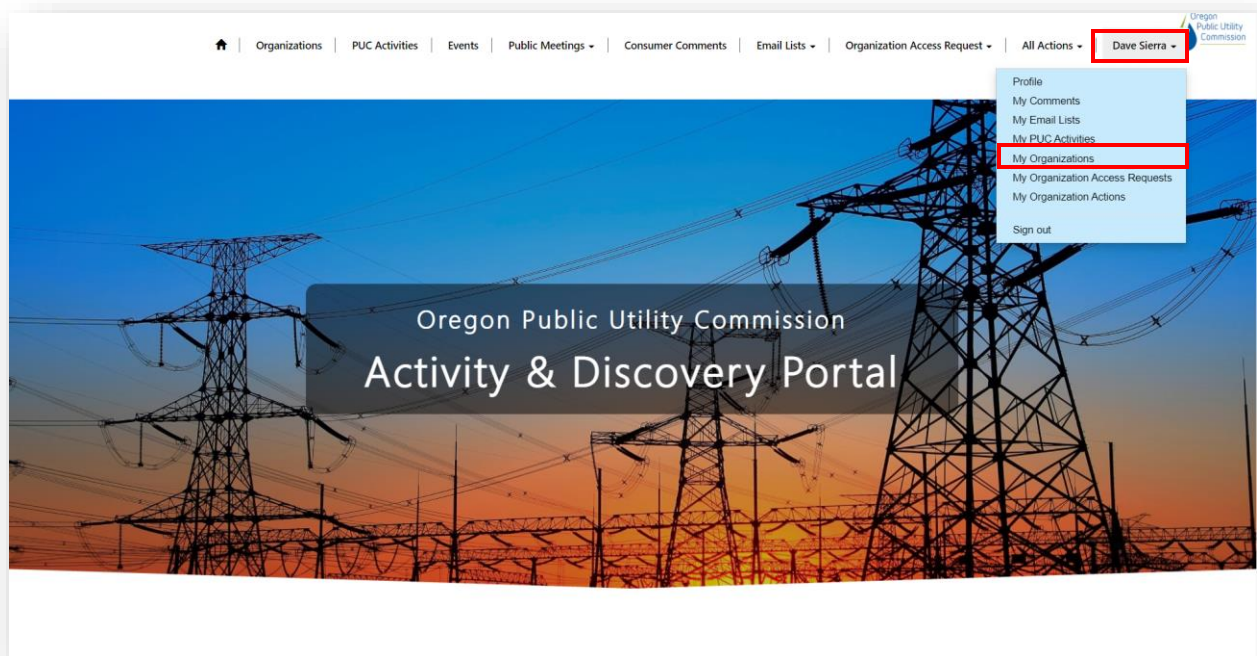 Oregon
Public Utility
Commission
Organizations | PUC Activities | Events | Public Meetings | Consumer Comments | Email Lists | Organization Access Request | All Actions | Dave Sierra
Profile
My Comments
My Email Lists
My PUC Activities
My Organizations
My Organization Access Requests
My Organization Actions
Sign out
Oregon Public Utility Commission
Activity & Discovery Portal